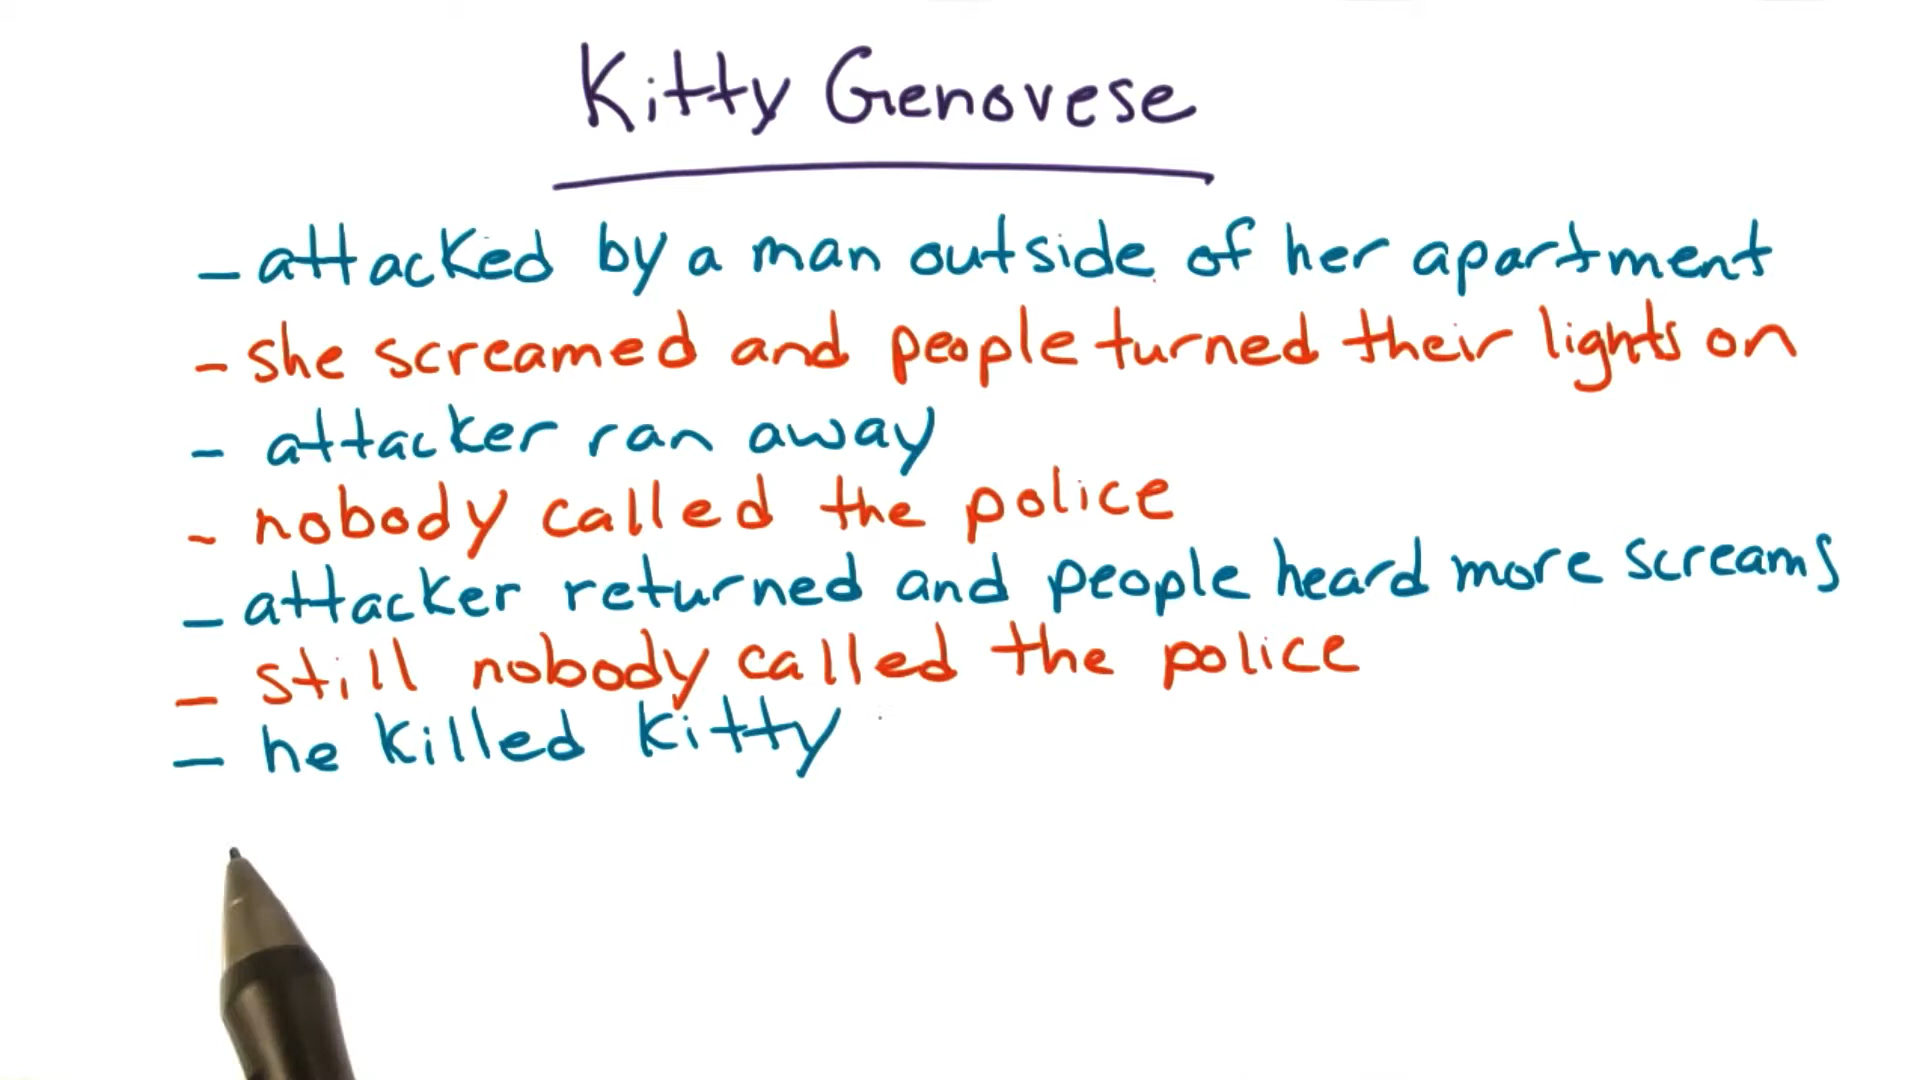 Kitty Genovese
- attacked by a man outside of her apartment
- she screamed and people turned their lights on
- attacker ran away
- nobody called the police
- attacker returned and people heard more screams
- still nobody called the police
- he killed kitty